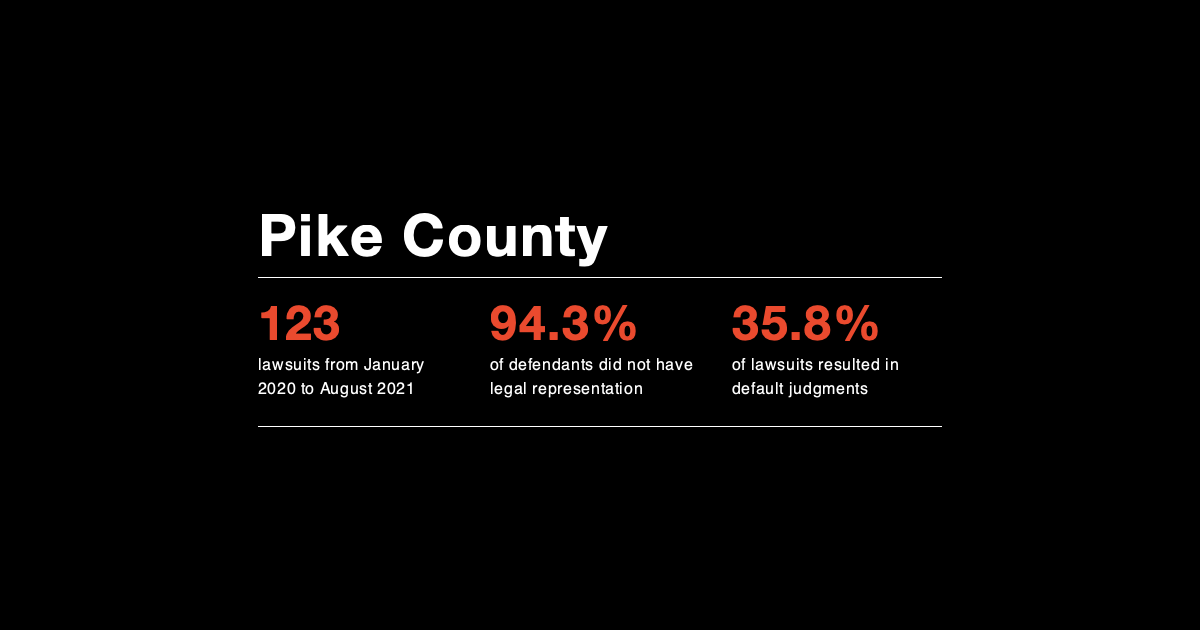 Pike County
123
lawsuits from January
2020 to August 2021
94.3%
of defendants did not have
legal representation
35.8%
of lawsuits resulted in
default judgments